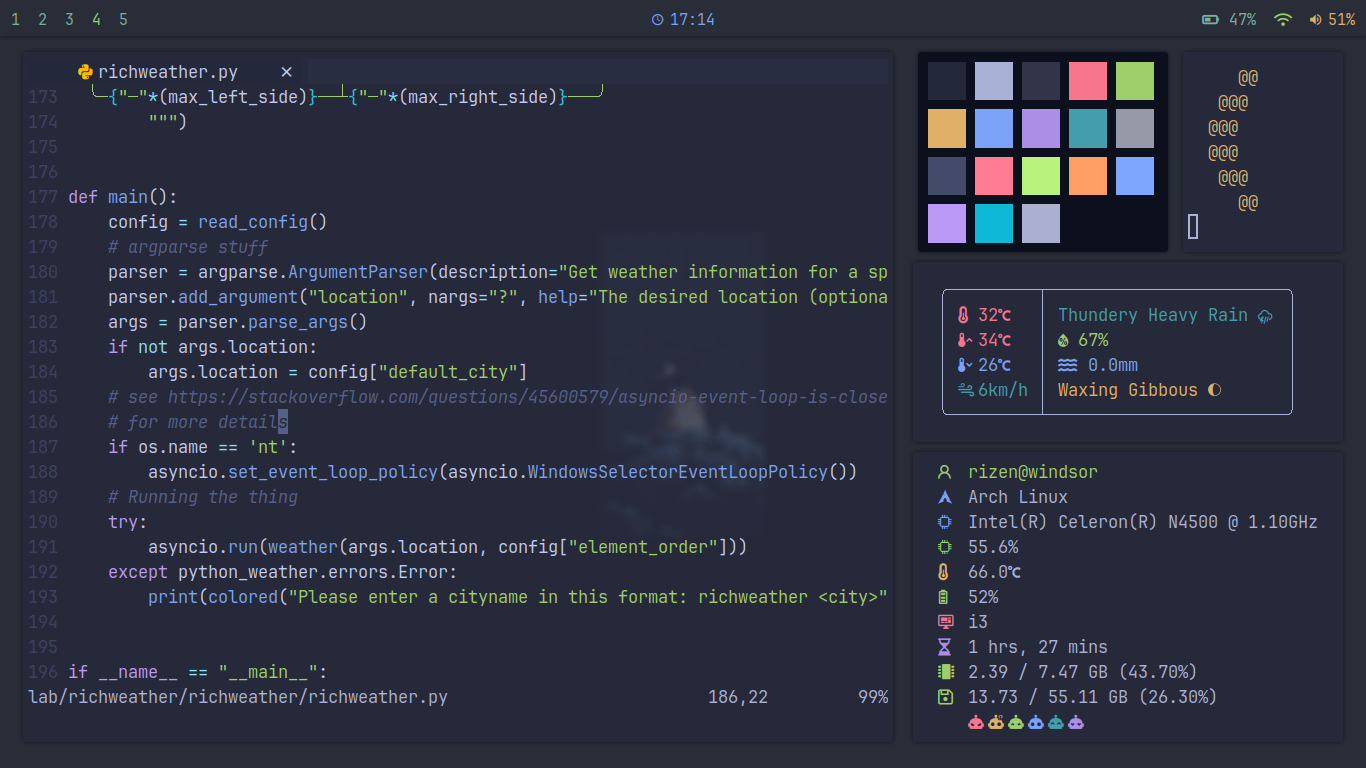 1 2 3 4 5
17:14
47% 51%
richweather.py ×
173 {"─"*(max_left_side)}──┴─{"─"*(max_right_side)}
174 """)
175
176
177 def main():
178 config = read_config()
179 # argparse stuff
180 parser = argparse.ArgumentParser(description="Get weather information for a sp
181 parser.add_argument("location", nargs="?", help="The desired location (optiona
182 args = parser.parse_args()
183 if not args.location:
184 args.location = config["default_city"]
185 # see https://stackoverflow.com/questions/45600579/asyncio-event-loop-is-close
186 # for more details
187 if os.name == 'nt':
188 asyncio.set_event_loop_policy(asyncio.WindowsSelectorEventLoopPolicy())
189 # Running the thing
190 try:
191 asyncio.run(weather(args.location, config["element_order"]))
192 except python_weather.errors.Error:
193 print(colored("Please enter a cityname in this format: richweather <city>"
194
195
196 if __name__ == "__main__":
lab/richweather/richweather/richweather.py 186,22 99%
@@
@@@
@@@
@@@
@@@
@@
32℃ Thundery Heavy Rain
34℃ 67%
26℃ 0.0mm
6km/h Waxing Gibbous
rizen@windsor
Arch Linux
Intel(R) Celeron(R) N4500 @ 1.10GHz
55.6%
66.0℃
52%
i3
1 hrs, 27 mins
2.39 / 7.47 GB (43.70%)
13.73 / 55.11 GB (26.30%)